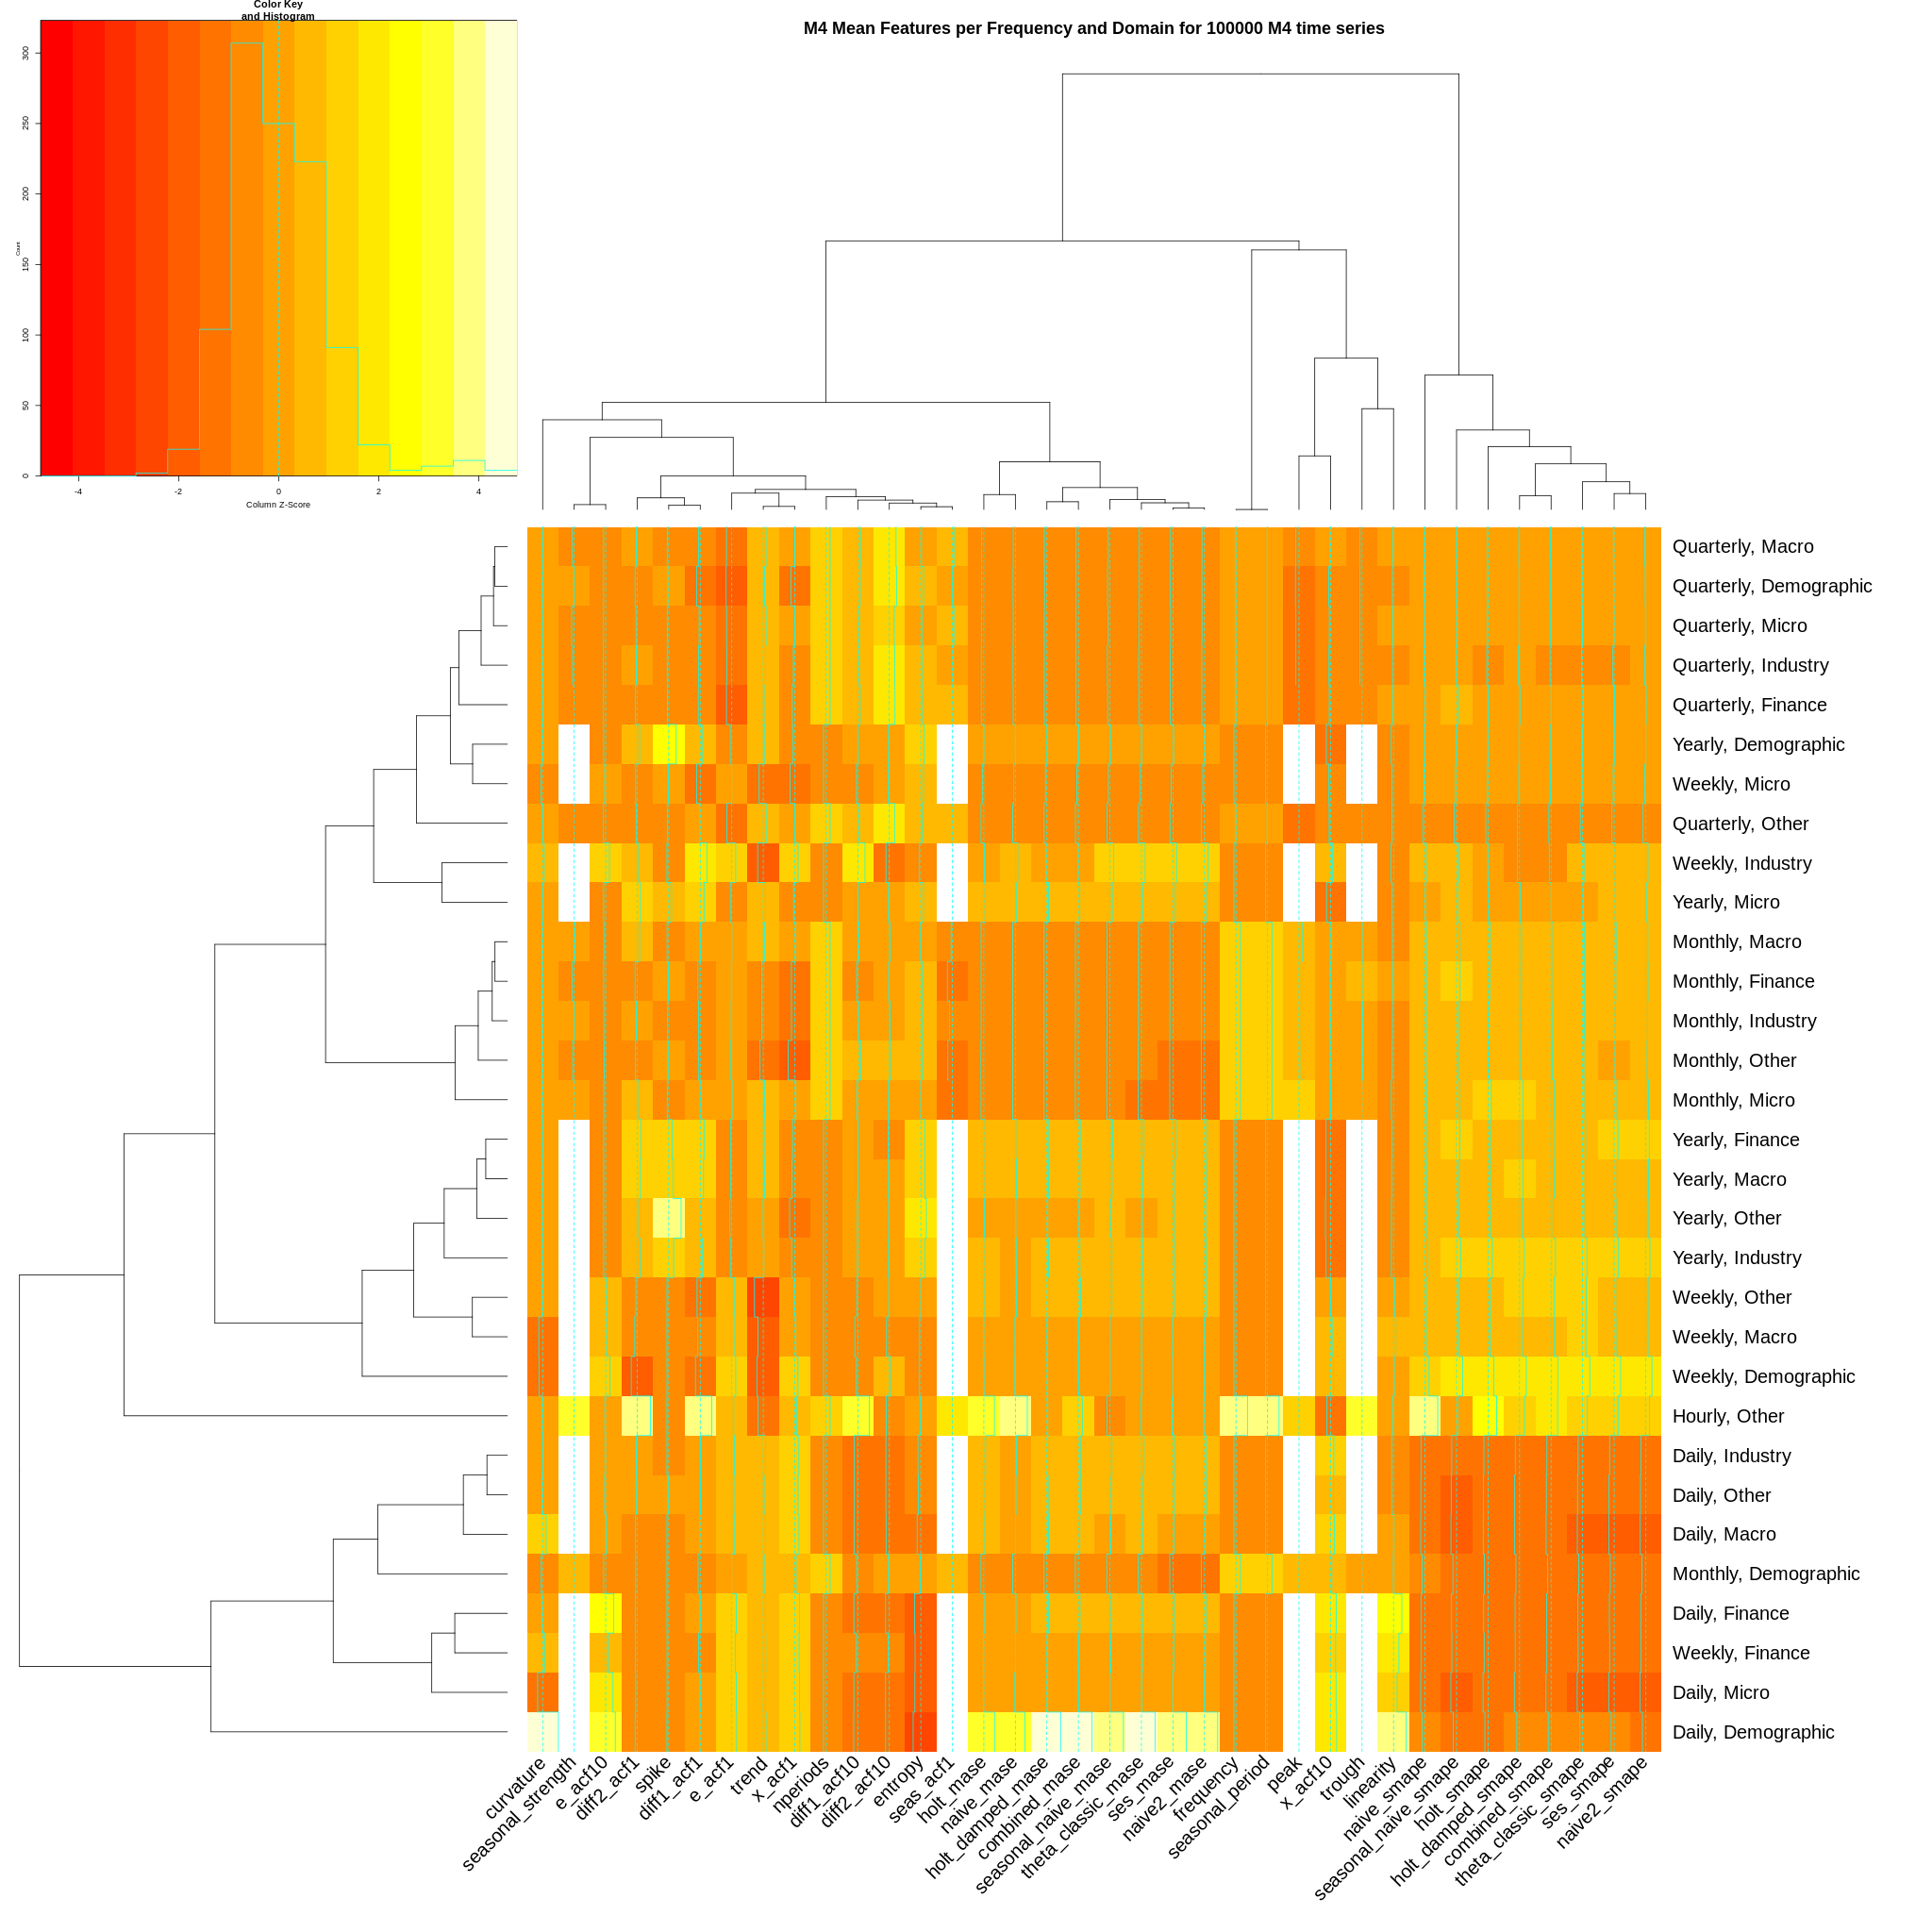 Color Key
and Histogram
M4 Mean Features per Frequency and Domain for 100000 M4 time series
300
250
200
150
100
50
0
Count
-4 -2 0 2 4
Column Z-Score
Quarterly, Macro
Quarterly, Demographic
Quarterly, Micro
Quarterly, Industry
Quarterly, Finance
Yearly, Demographic
Weekly, Micro
Quarterly, Other
Weekly, Industry
Yearly, Micro
Monthly, Macro
Monthly, Finance
Monthly, Industry
Monthly, Other
Monthly, Micro
Yearly, Finance
Yearly, Macro
Yearly, Other
Yearly, Industry
Weekly, Other
Weekly, Macro
Weekly, Demographic
Hourly, Other
Daily, Industry
Daily, Other
Daily, Macro
Monthly, Demographic
Daily, Finance
Weekly, Finance
Daily, Micro
Daily, Demographic
curvature
seasonal_strength
e_acf10
diff2_acf1
spike
diff1_acf1
e_acf1
trend
x_acf1
nperiods
diff1_acf10
diff2_acf10
entropy
seas_acf1
holt_mase
naive_mase
holt_damped_mase
combined_mase
seasonal_naive_mase
theta_classic_mase
ses_mase
naive2_mase
frequency
seasonal_period
peak
x_acf10
trough
linearity
naive_smape
seasonal_naive_smape
holt_smape
holt_damped_smape
combined_smape
theta_classic_smape
ses_smape
naive2_smape